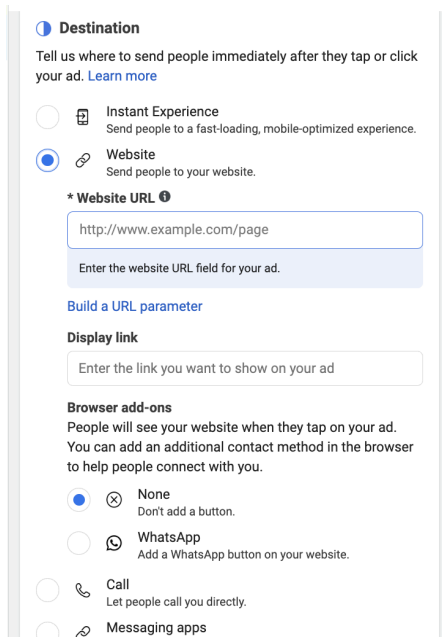 Destination
Tell us where to send people immediately after they tap or click
your ad. Learn more
Instant Experience
Send people to a fast-loading, mobile-optimized experience.
Website
Send people to your website.
* Website URL
http://www.example.com/page
Enter the website URL field for your ad.
Build a URL parameter
Display link
Enter the link you want to show on your ad
Browser add-ons
People will see your website when they tap on your ad.
You can add an additional contact method in the browser
to help people connect with you.
None
Don't add a button.
WhatsApp
Add a WhatsApp button on your website.
Call
Let people call you directly.
Messaging apps